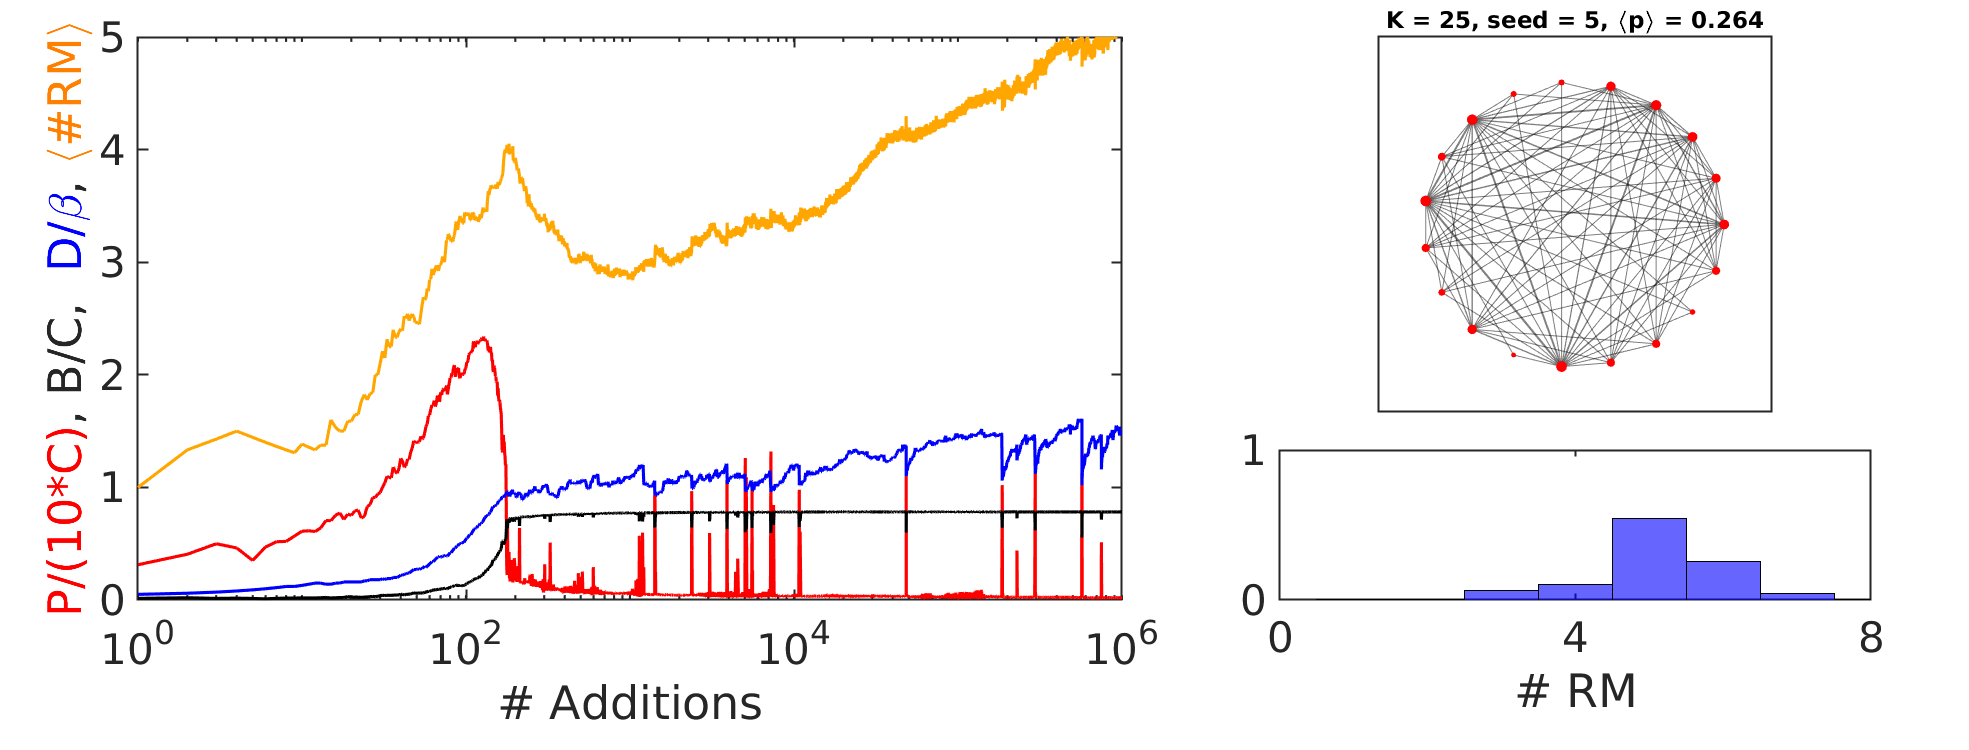 P/(10*C), B/C, D/β, ⟨#RM⟩
5
4
3
2
1
0
10^0 10^2 10^4 10^6
# Additions
K = 25, seed = 5, ⟨p⟩ = 0.264
1
0
0 4 8
# RM